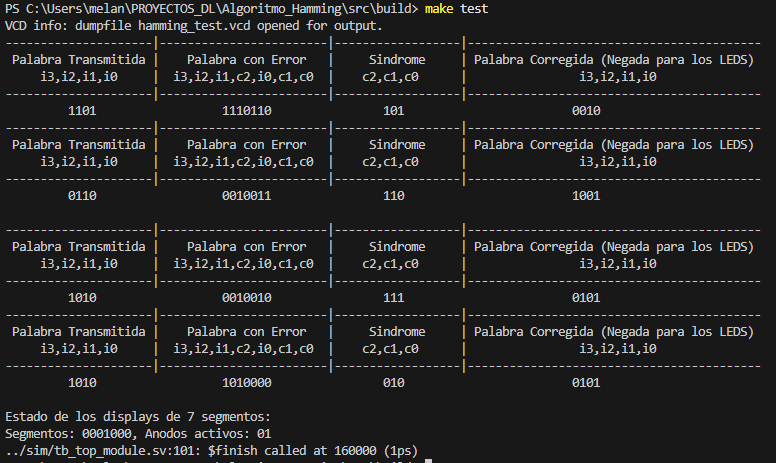 PS C:\Users\melan\PROYECTOS_DL\Algoritmo_Hamming\src\build> make test
VCD info: dumpfile hamming_test.vcd opened for output.
--------------------|-----------------------|-----------------|----------------------------------------
Palabra Transmitida | Palabra con Error | Sindrome | Palabra Corregida (Negada para los LEDS)
i3,i2,i1,i0 | i3,i2,i1,c2,i0,c1,c0 | c2,c1,c0 | i3,i2,i1,i0
--------------------|-----------------------|-----------------|----------------------------------------
1101 1110110 101 0010
--------------------|-----------------------|-----------------|----------------------------------------
Palabra Transmitida | Palabra con Error | Sindrome | Palabra Corregida (Negada para los LEDS)
i3,i2,i1,i0 | i3,i2,i1,c2,i0,c1,c0 | c2,c1,c0 | i3,i2,i1,i0
--------------------|-----------------------|-----------------|----------------------------------------
0110 0010011 110 1001
--------------------|-----------------------|-----------------|----------------------------------------
Palabra Transmitida | Palabra con Error | Sindrome | Palabra Corregida (Negada para los LEDS)
i3,i2,i1,i0 | i3,i2,i1,c2,i0,c1,c0 | c2,c1,c0 | i3,i2,i1,i0
--------------------|-----------------------|-----------------|----------------------------------------
1010 0010010 111 0101
--------------------|-----------------------|-----------------|----------------------------------------
Palabra Transmitida | Palabra con Error | Sindrome | Palabra Corregida (Negada para los LEDS)
i3,i2,i1,i0 | i3,i2,i1,c2,i0,c1,c0 | c2,c1,c0 | i3,i2,i1,i0
--------------------|-----------------------|-----------------|----------------------------------------
1010 1010000 010 0101
Estado de los displays de 7 segmentos:
Segmentos: 0001000, Anodos activos: 01
../sim/tb_top_module.sv:101: $finish called at 160000 (1ps)